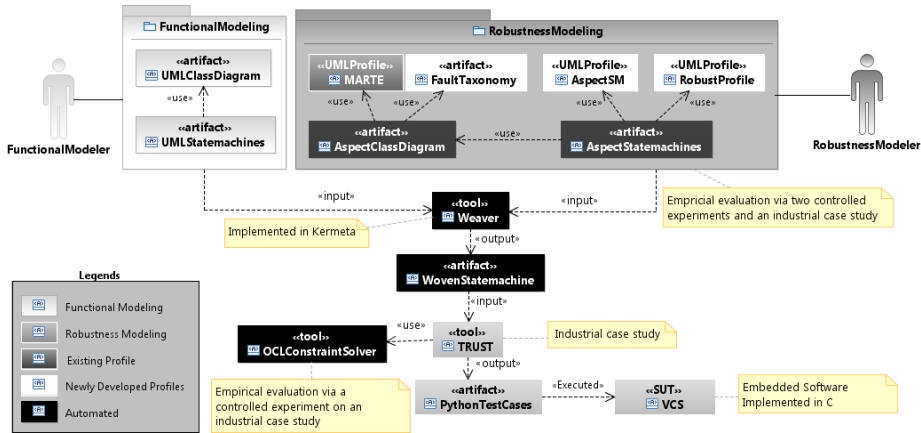 FunctionalModeling
RobustnessModeling
«artifact»
UMLClassDiagram
«use»
«artifact»
UMLStatemachines
FunctionalModeler
«UMLProfile»
MARTE
«artifact»
FaultTaxonomy
«UMLProfile»
AspectSM
«UMLProfile»
RobustProfile
«use»
«use»
«use»
«use»
«artifact»
AspectClassDiagram
«use»
«artifact»
AspectStatemachines
RobustnessModeler
«input»
«tool»
Weaver
«input»
Empricial evaluation via two controlled
experiments and an industrial case study
Implemented in Kermeta
«output»
«artifact»
WovenStatemachine
«input»
Legends
Functional Modeling
Robustness Modeling
Existing Profile
Newly Developed Profiles
Automated
«tool»
OCLConstraintSolver
«use»
«tool»
TRUST
Industrial case study
«output»
Empirical evaluation via a
controlled experiment on an
industrial case study
«artifact»
PythonTestCases
«Executed»
«SUT»
VCS
Embedded Software
Implemented in C